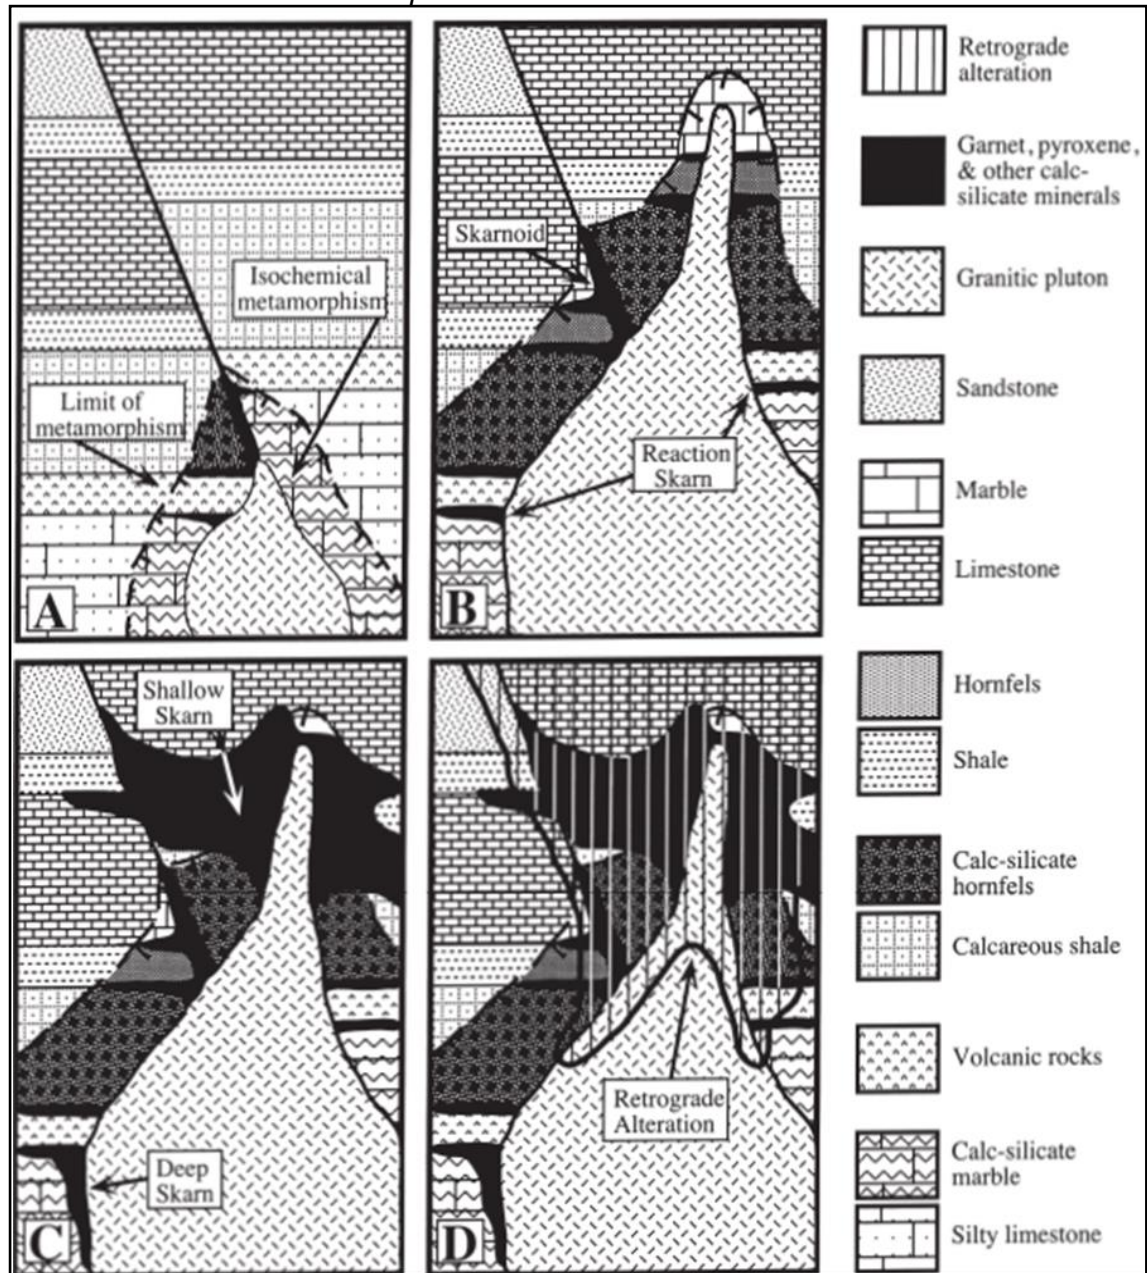 Isochemical
metamorphism
Limit of
metamorphism
A
Skarnoid
Reaction
Skarn
B
Shallow
Skarn
Deep
Skarn
C
Retrograde
Alteration
D
Retrograde
alteration
Garnet, pyroxene,
& other calc-
silicate minerals
Granitic pluton
Sandstone
Marble
Limestone
Hornfels
Shale
Calc-silicate
hornfels
Calcareous shale
Volcanic rocks
Calc-silicate
marble
Silty limestone